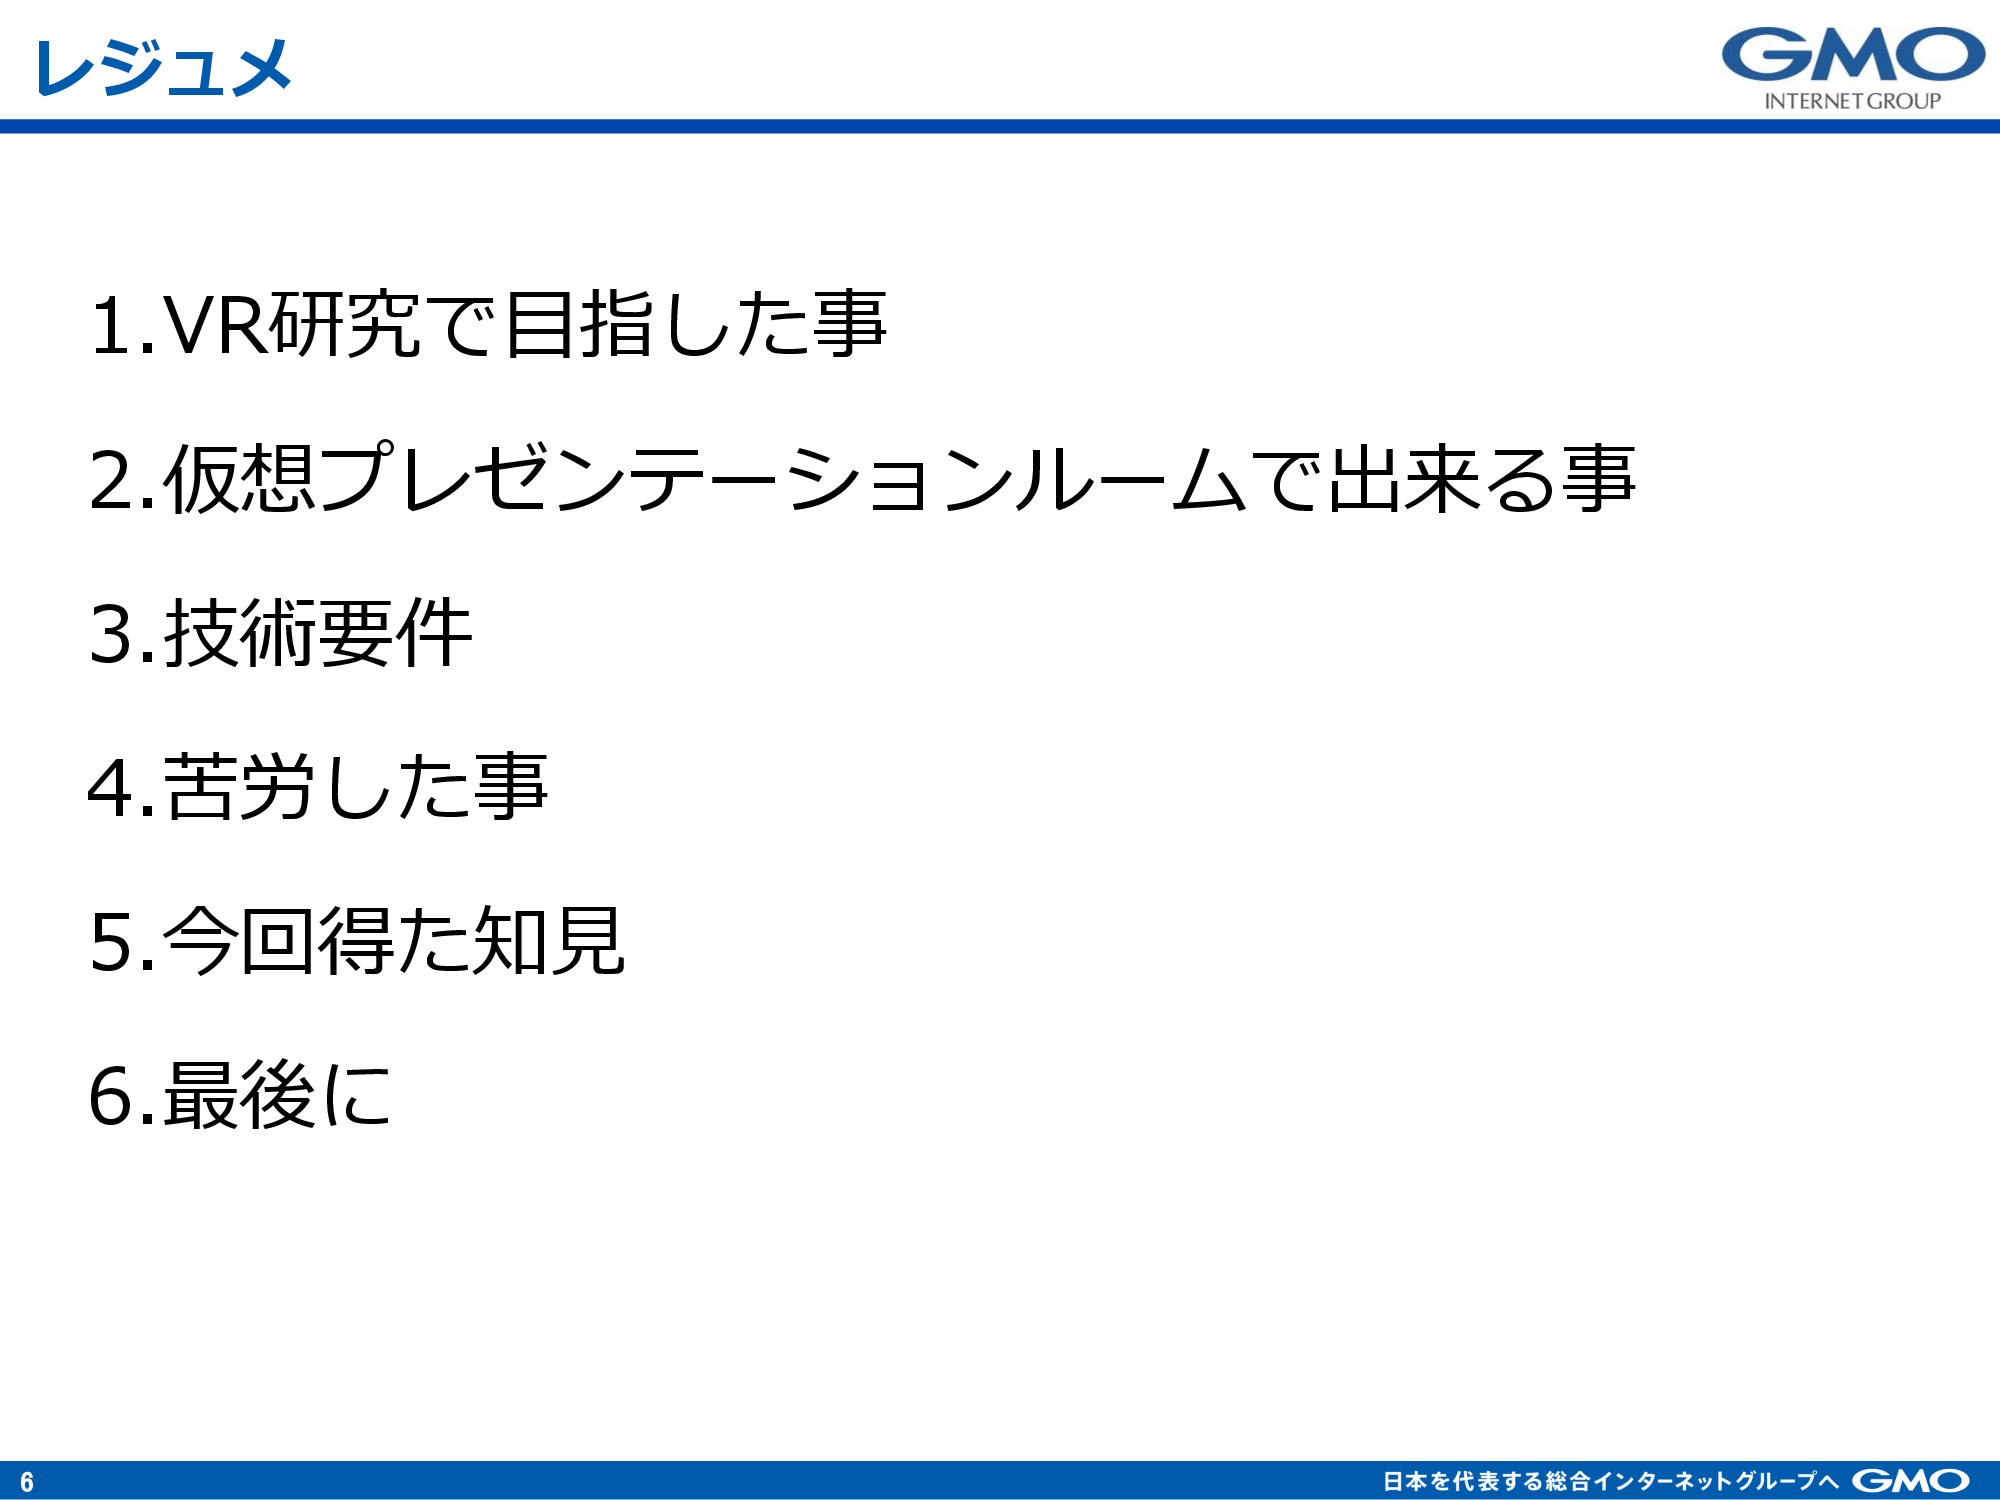 レジュメ
GMO
INTERNET GROUP
1.VR研究で目指した事
2.仮想プレゼンテーションルームで出来る事
3.技術要件
4.苦労した事
5.今回得た知見
6.最後に
6
日本を代表する総合インターネットグループへ GMO